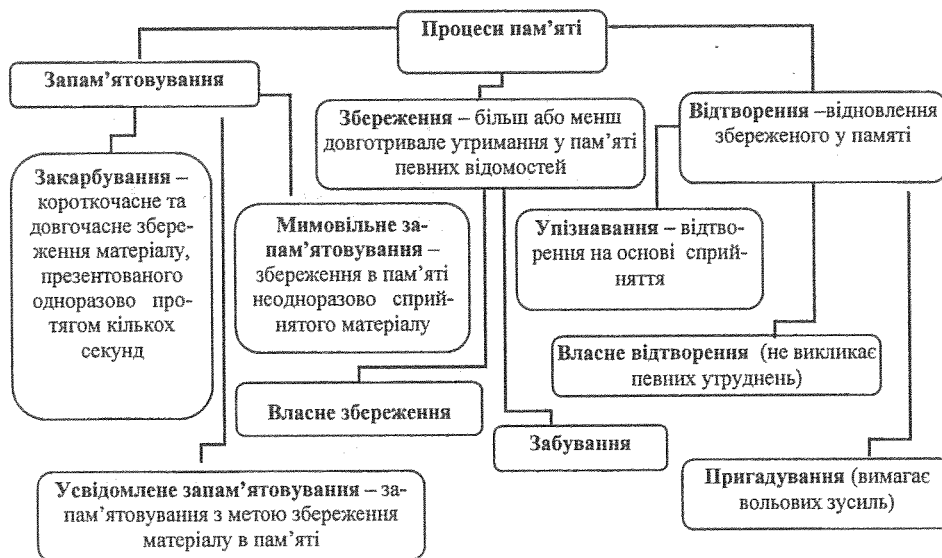 Процеси пам’яті
Запам’ятовування
Збереження – більш або менш
довготривале утримання у пам’яті
певних відомостей
Відтворення –відновлення
збереженого у памяті
Закарбування –
короткочасне та
довгочасне збере-
ження матеріалу,
презентованого
одноразово про-
тягом кількох
секунд
Мимовільне за-
пам’ятовування –
збереження в пам’яті
неодноразово сприй-
нятого матеріалу
Упізнавання – відтво-
рення на основі сприй-
няття
Власне відтворення (не викликає
певних утруднень)
Власне збереження
Забування
Усвідомлене запам’ятовування – за-
пам’ятовування з метою збереження
матеріалу в пам’яті
Пригадування (вимагає
вольових зусиль)